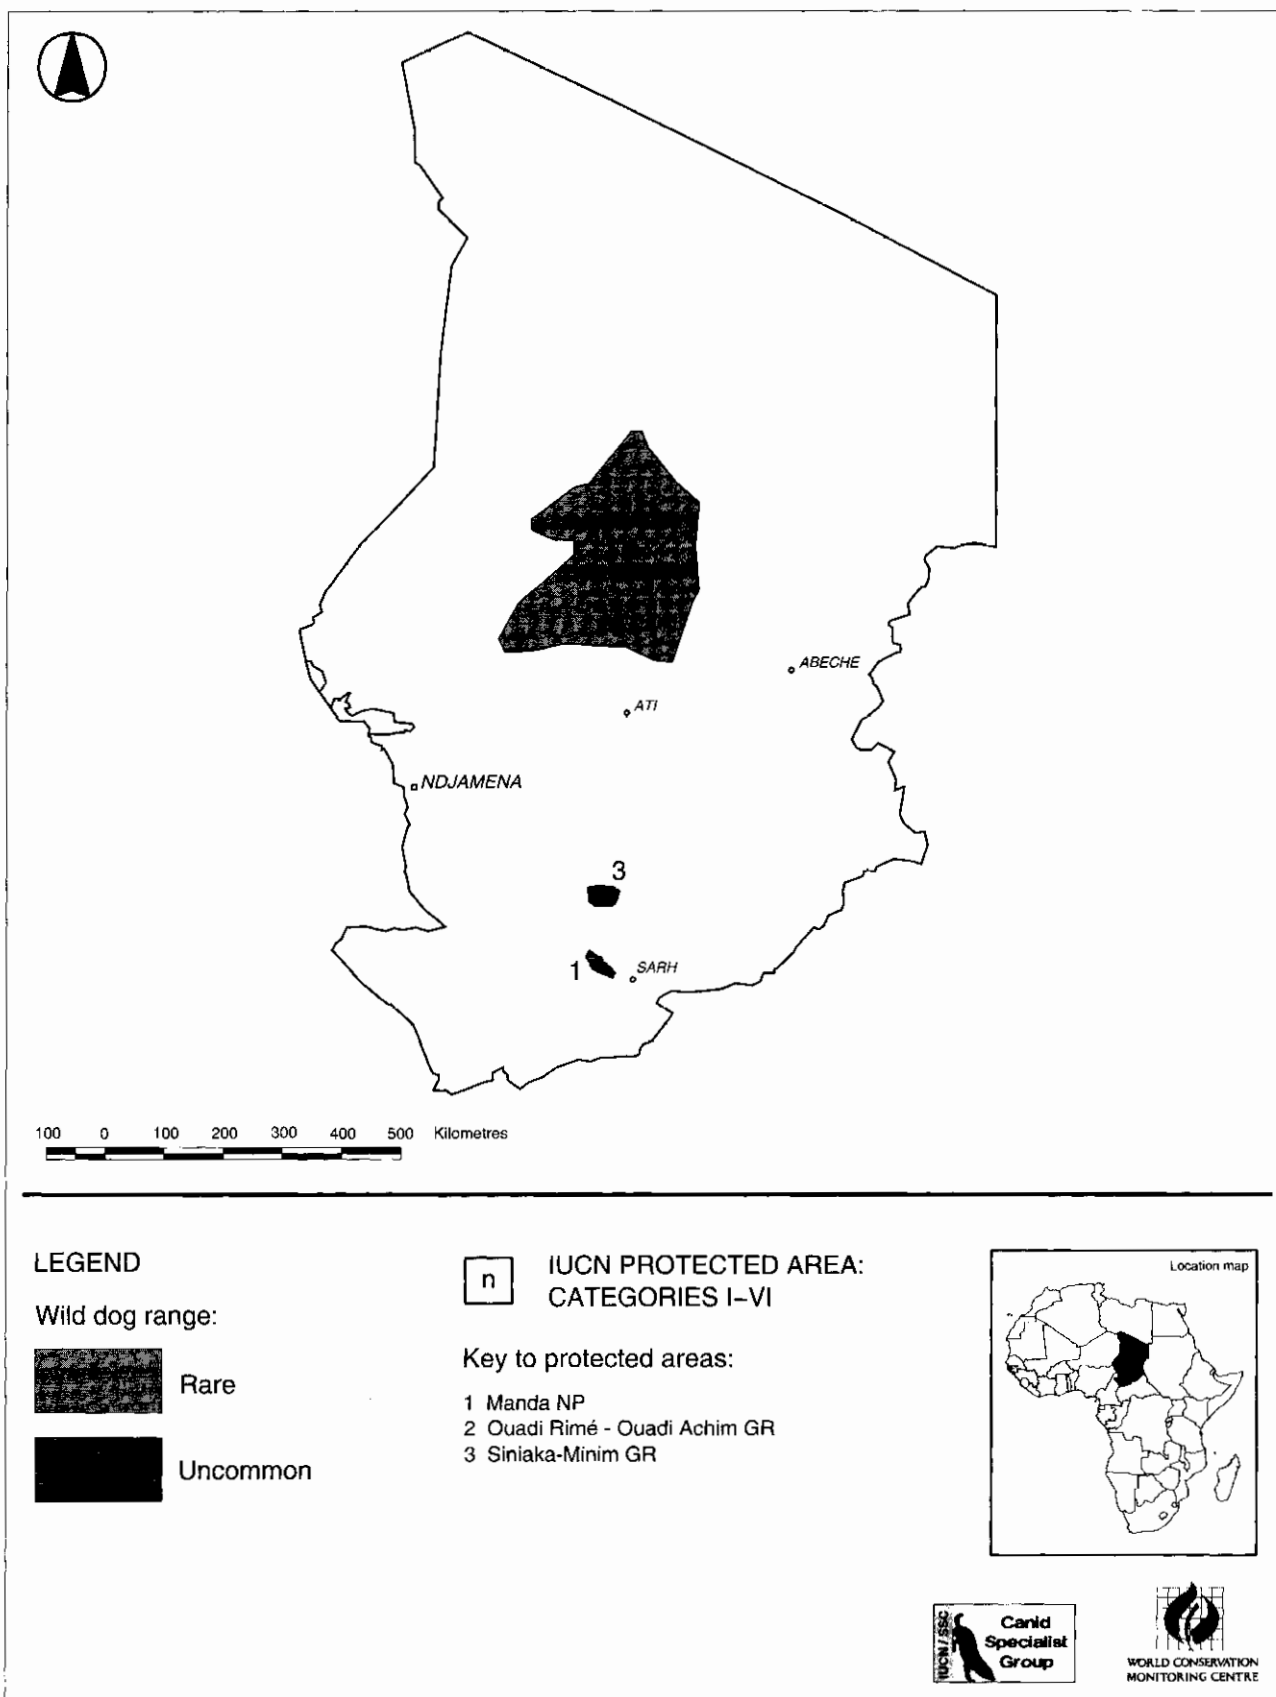 ABECHE
ATI
NDJAMENA
3
1
SARH
100 0 100 200 300 400 500 Kilometres
LEGEND
Wild dog range:
Rare
Uncommon
n
IUCN PROTECTED AREA:
CATEGORIES I–VI
Key to protected areas:
1 Manda NP
2 Ouadi Rimé - Ouadi Achim GR
3 Siniaka-Minim GR
Location map
IUCN / SSC
Canid
Specialist
Group
WORLD CONSERVATION
MONITORING CENTRE